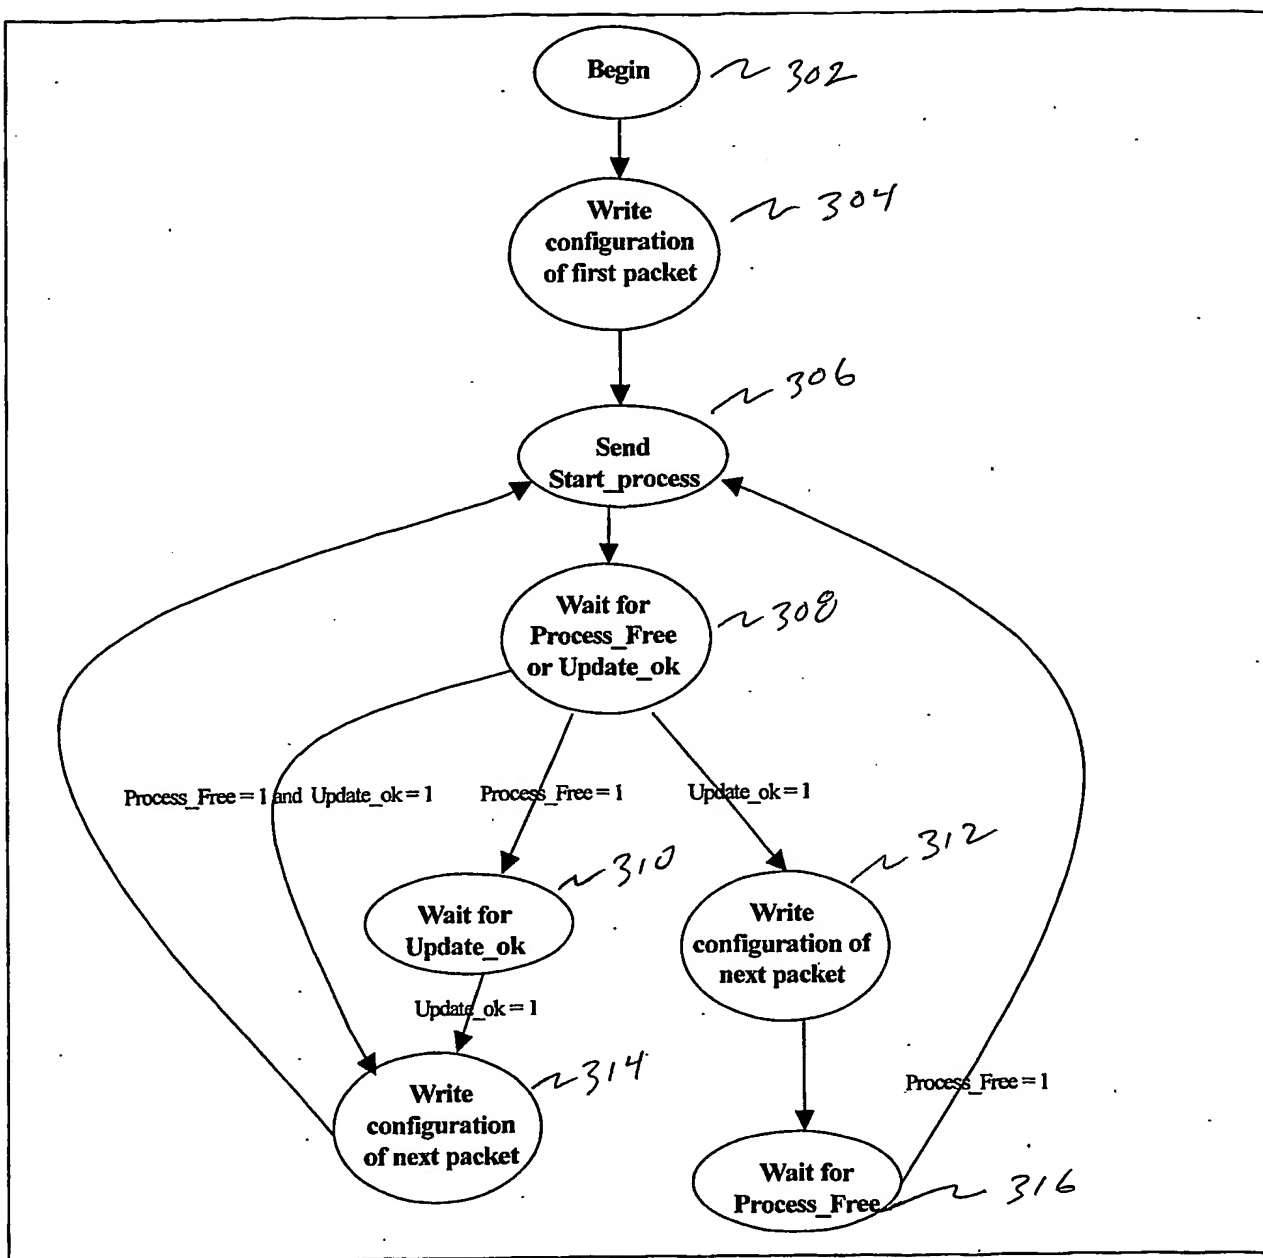 Begin
302
Write
configuration
of first packet
304
306
Send
Start_process
Wait for
Process_Free
or Update_ok
308
Process_Free = 1 and Update_ok = 1
Process_Free = 1
Update_ok = 1
310
312
Wait for
Update_ok
Write
configuration of
next packet
Update_ok = 1
314
Write
configuration
of next packet
Process_Free = 1
Wait for
Process_Free
316